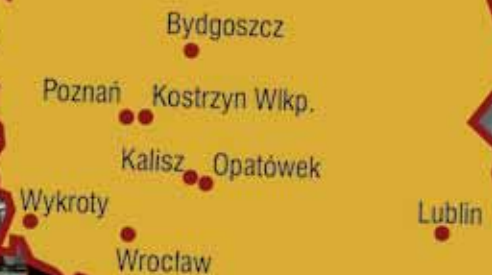 Bydgoszcz
Poznań
Kostrzyn Wlkp.
Kalisz
Opatówek
Wykroty
Lublin
Wrocław